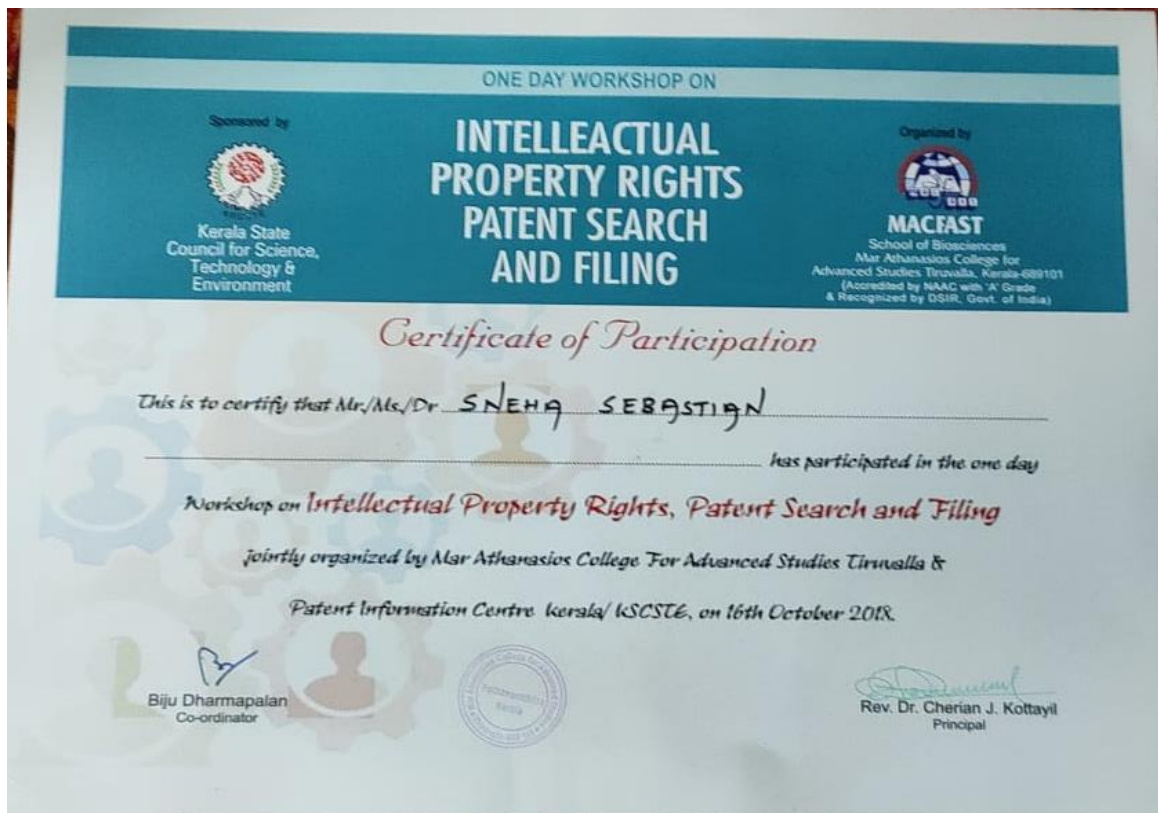 ONE DAY WORKSHOP ON
Sponsored by
Kerala State
Council for Science,
Technology &
Environment
INTELLEACTUAL
PROPERTY RIGHTS
PATENT SEARCH
AND FILING
Organized by
MACFAST
School of Biosciences
Mar Athanasios College for
Advanced Studies Tiruvalla, Kerala-689101
(Accredited by NAAC with 'A' Grade
& Recognized by DSIR, Govt. of India)
Certificate of Participation
This is to certify that Mr./Ms./Dr SNEHA SEBASTIAN
has participated in the one day
Workshop on Intellectual Property Rights, Patent Search and Filing
jointly organized by Mar Athanasios College For Advanced Studies Tiruvalla &
Patent Information Centre Kerala/ KSCSTE, on 16th October 2018.
Biju Dharmapalan
Co-ordinator
Rev. Dr. Cherian J. Kottayil
Principal